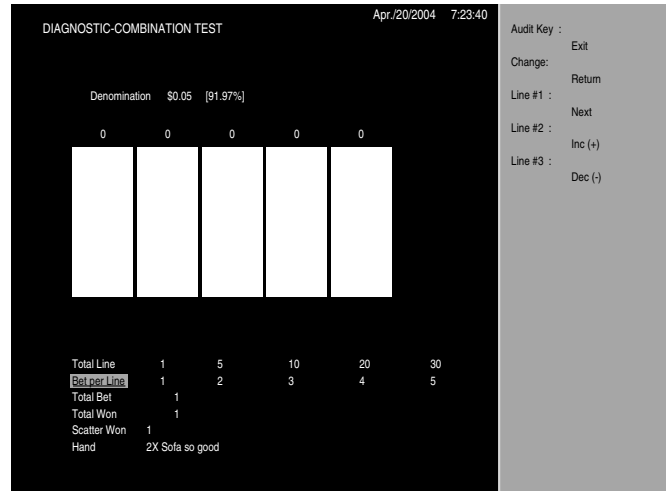 Apr./20/2004 7:23:40
DIAGNOSTIC-COMBINATION TEST
Denomination $0.05 [91.97%]
0 0 0 0 0
Total Line 1 5 10 20 30
Bet per Line 1 2 3 4 5
Total Bet 1
Total Won 1
Scatter Won 1
Hand 2X Sofa so good
Audit Key :
Exit
Change:
Return
Line #1 :
Next
Line #2 :
Inc (+)
Line #3 :
Dec (-)